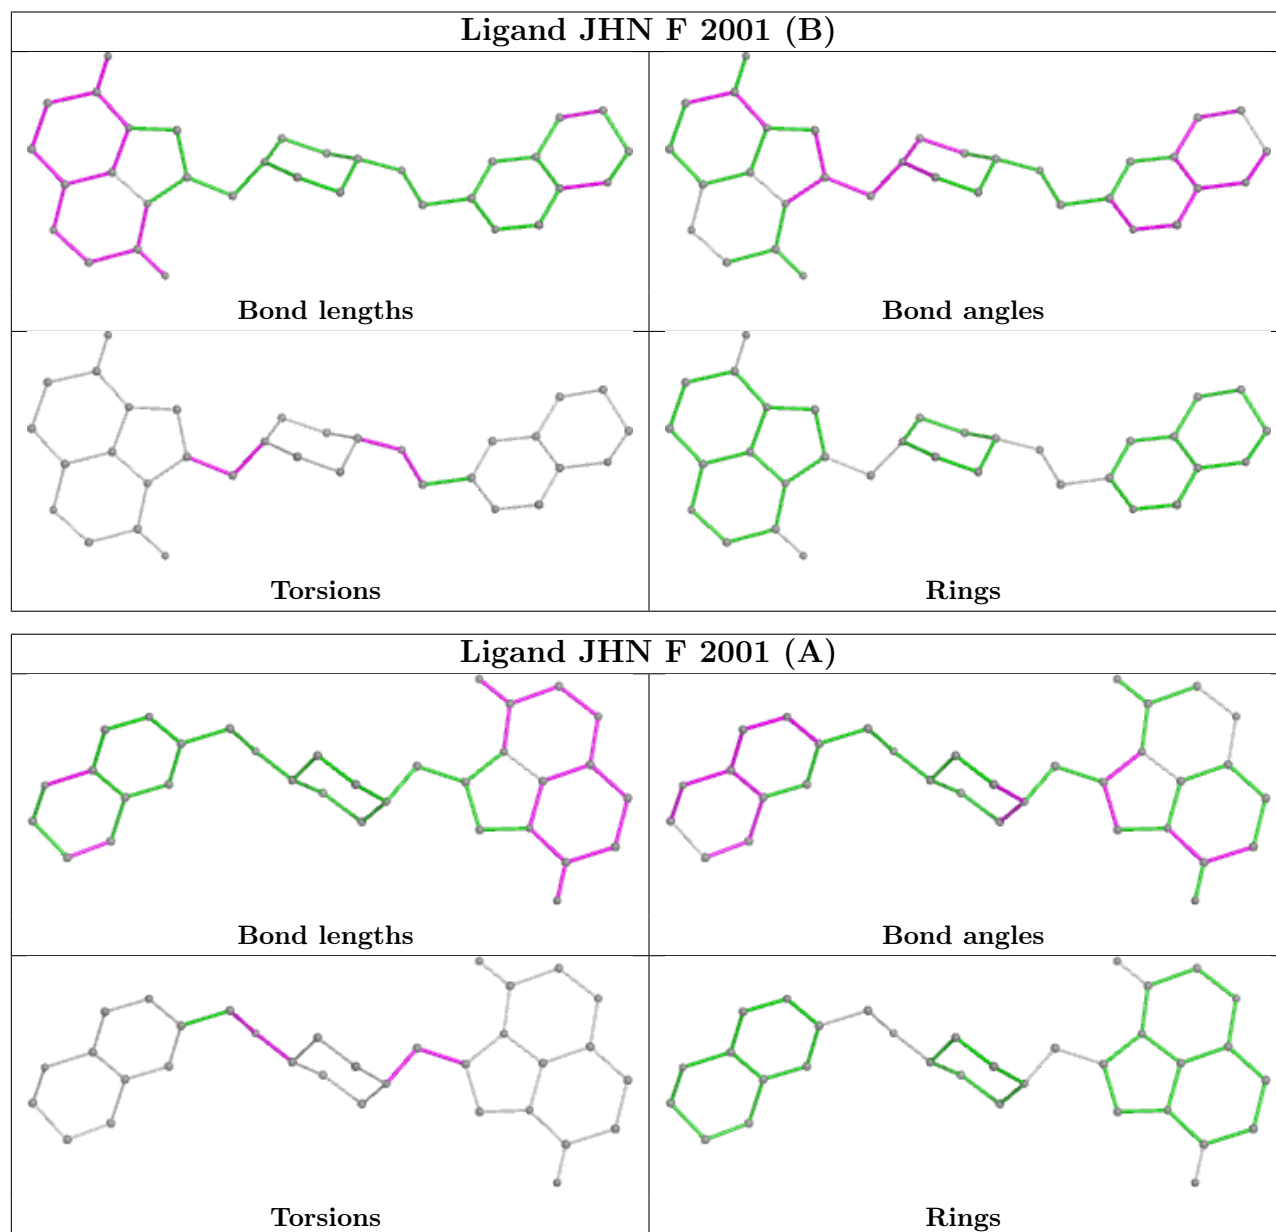 Ligand JHN F 2001 (B)
Bond lengths
Bond angles
Torsions
Rings
Ligand JHN F 2001 (A)
Bond lengths
Bond angles
Torsions
Rings